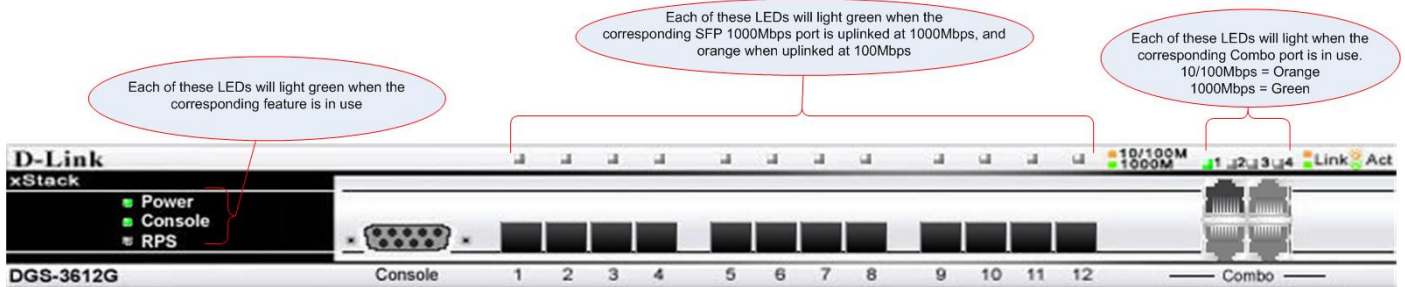 Each of these LEDs will light green when the
corresponding SFP 1000Mbps port is uplinked at 1000Mbps, and
orange when uplinked at 100Mbps
Each of these LEDs will light when the
corresponding Combo port is in use.
10/100Mbps = Orange
1000Mbps = Green
Each of these LEDs will light green when the
corresponding feature is in use
D-Link
10/100M
1000M
1 2 3 4
Link Act
xStack
Power
Console
RPS
DGS-3612G
Console
1 2 3 4 5 6 7 8 9 10 11 12
Combo